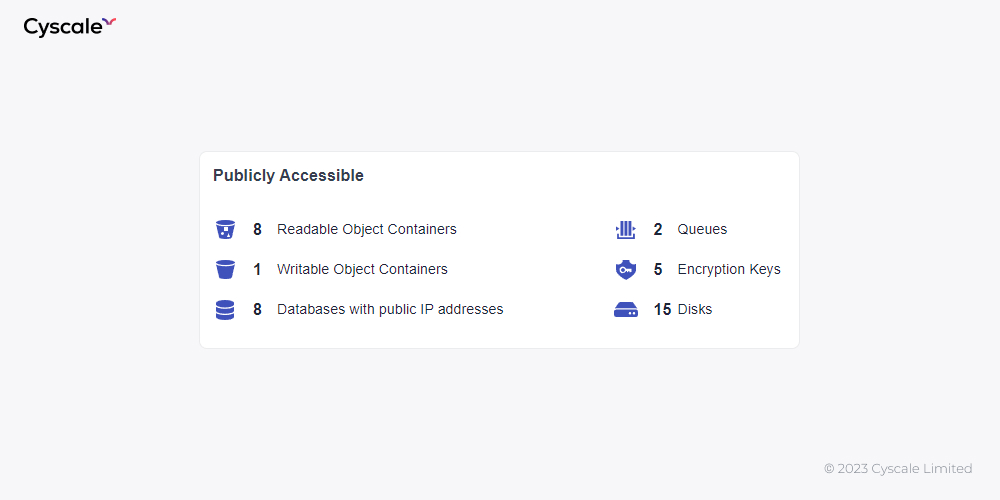 Cyscale
Publicly Accessible
8 Readable Object Containers
1 Writable Object Containers
8 Databases with public IP addresses
2 Queues
5 Encryption Keys
15 Disks
© 2023 Cyscale Limited